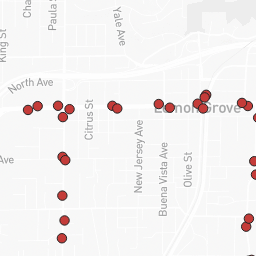 King St
Cha
Paula S
Yale Ave
North Ave
Lemon Grove
Citrus St
New Jersey Ave
Buena Vista Ave
Olive St
Ave